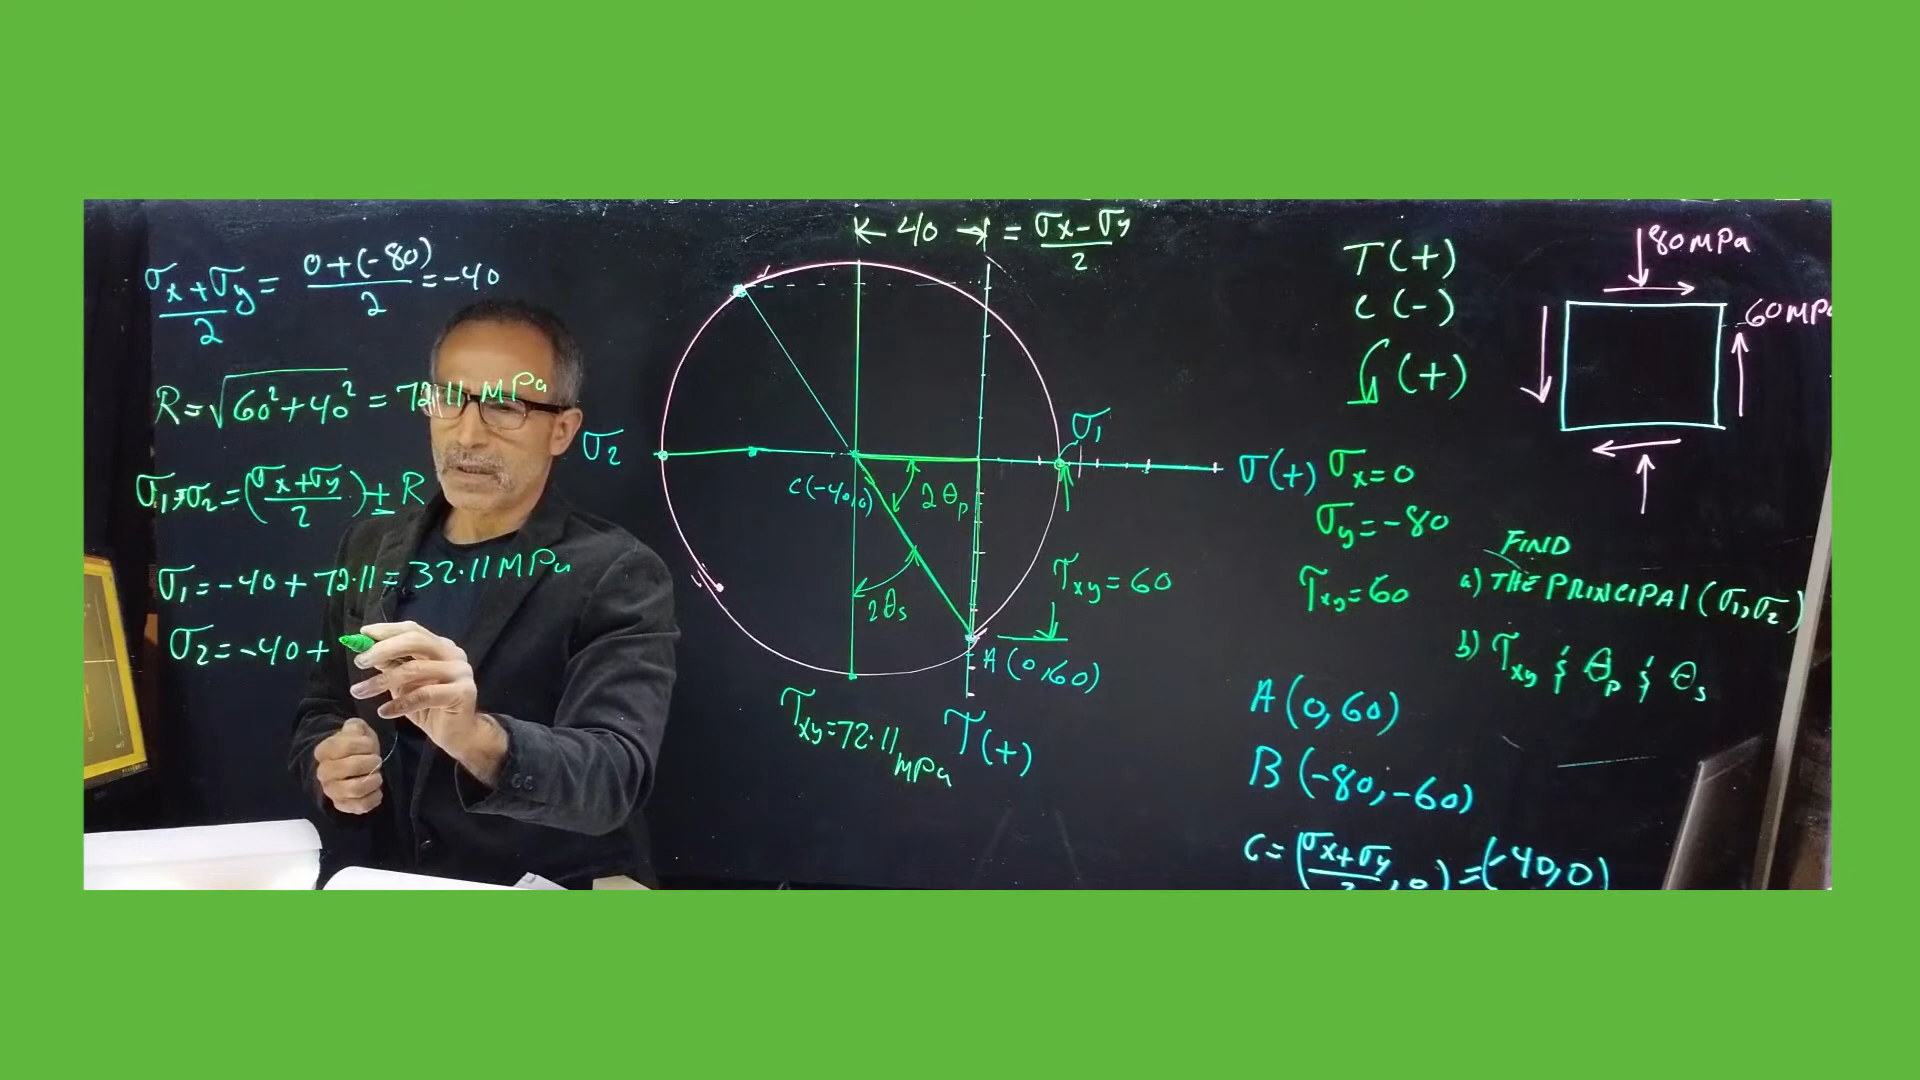 σx+σy/2 = 0+(-80)/2 = -40
R = √60²+40² = 72.11 MPa
σ1,σ2 = (σx+σy/2) ± R
σ1 = -40 + 72.11 = 32.11 MPa
σ2 = -40 +
40 = σx-σy/2
σ2
σ1
σ(+)
C(-40,0)
2θp
2θs
τxy = 60
A(0,60)
τxy = 72.11 MPa
τ(+)
T(+)
C(-)
(+)
80 MPa
60 MPa
σx = 0
σy = -80
τxy = 60
FIND
a) THE PRINCIPAL (σ1,σ2)
b) τxy & θp & θs
A(0,60)
B(-80,-60)
C = (σx+σy/2, 0) = (-40,0)